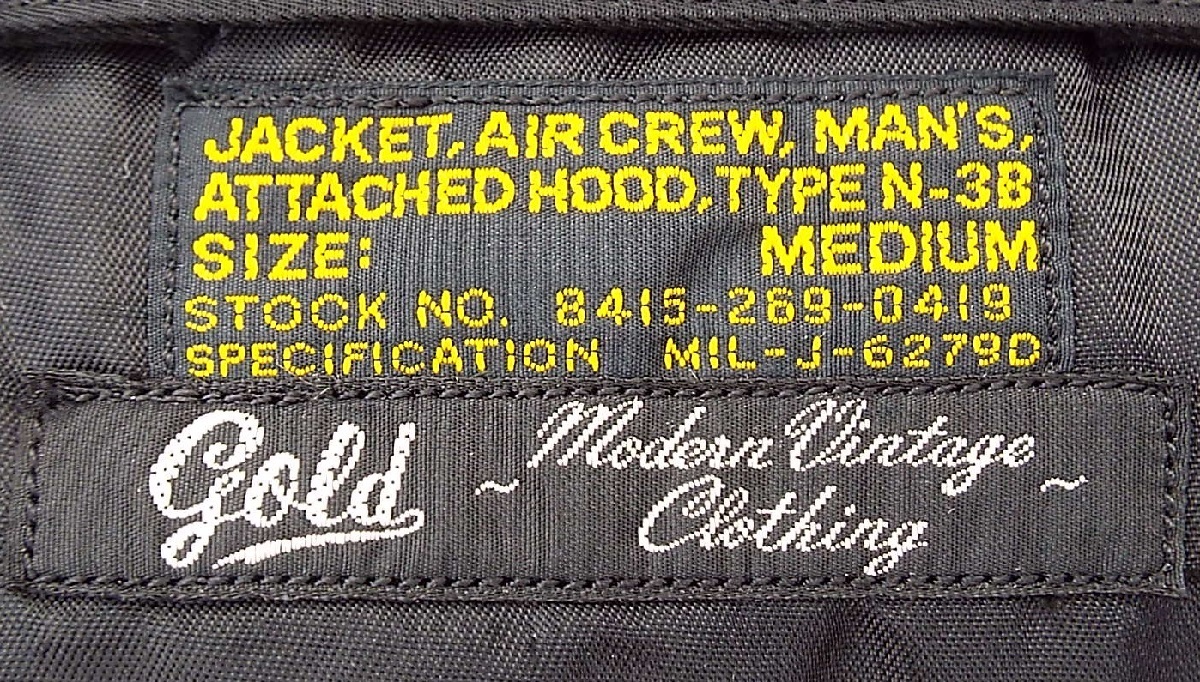 JACKET, AIR CREW, MAN'S,
ATTACHED HOOD, TYPE N-3B
SIZE: MEDIUM
STOCK NO. 8415-269-0419
SPECIFICATION MIL-J-6279D
Gold ~ Modern Vintage ~
Clothing